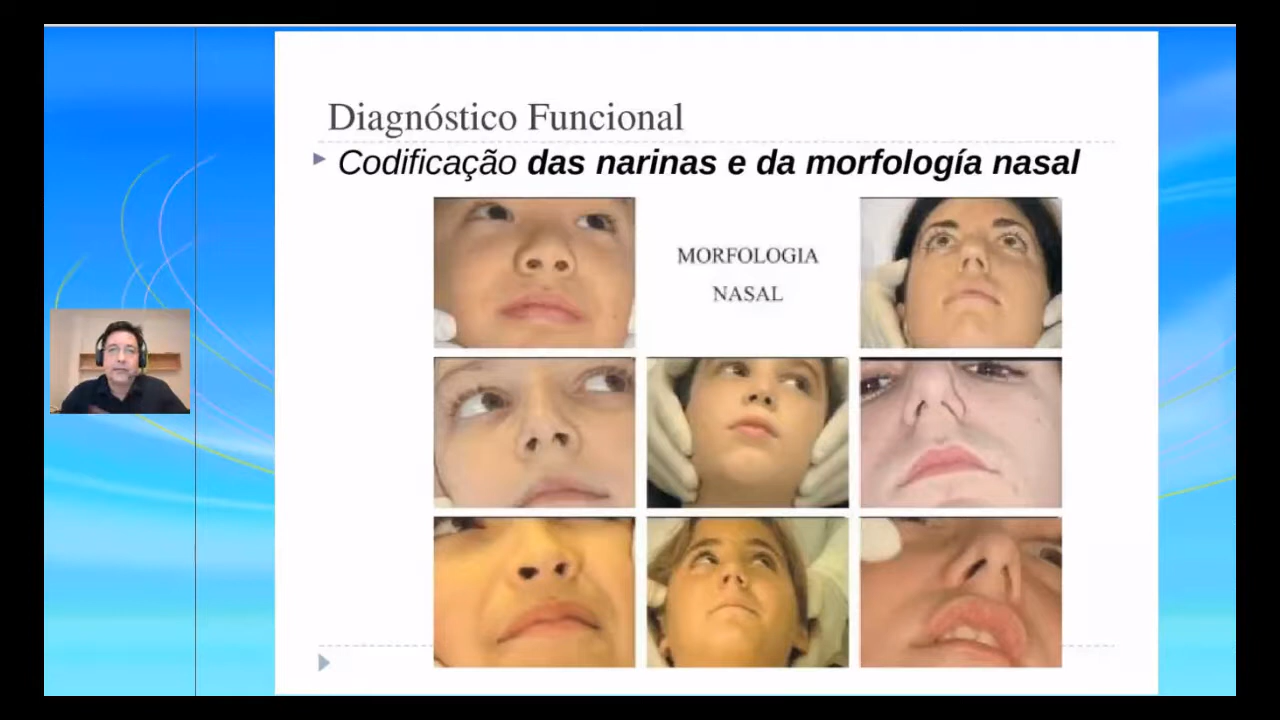 Diagnóstico Funcional
Codificação das narinas e da morfología nasal
MORFOLOGIA
NASAL